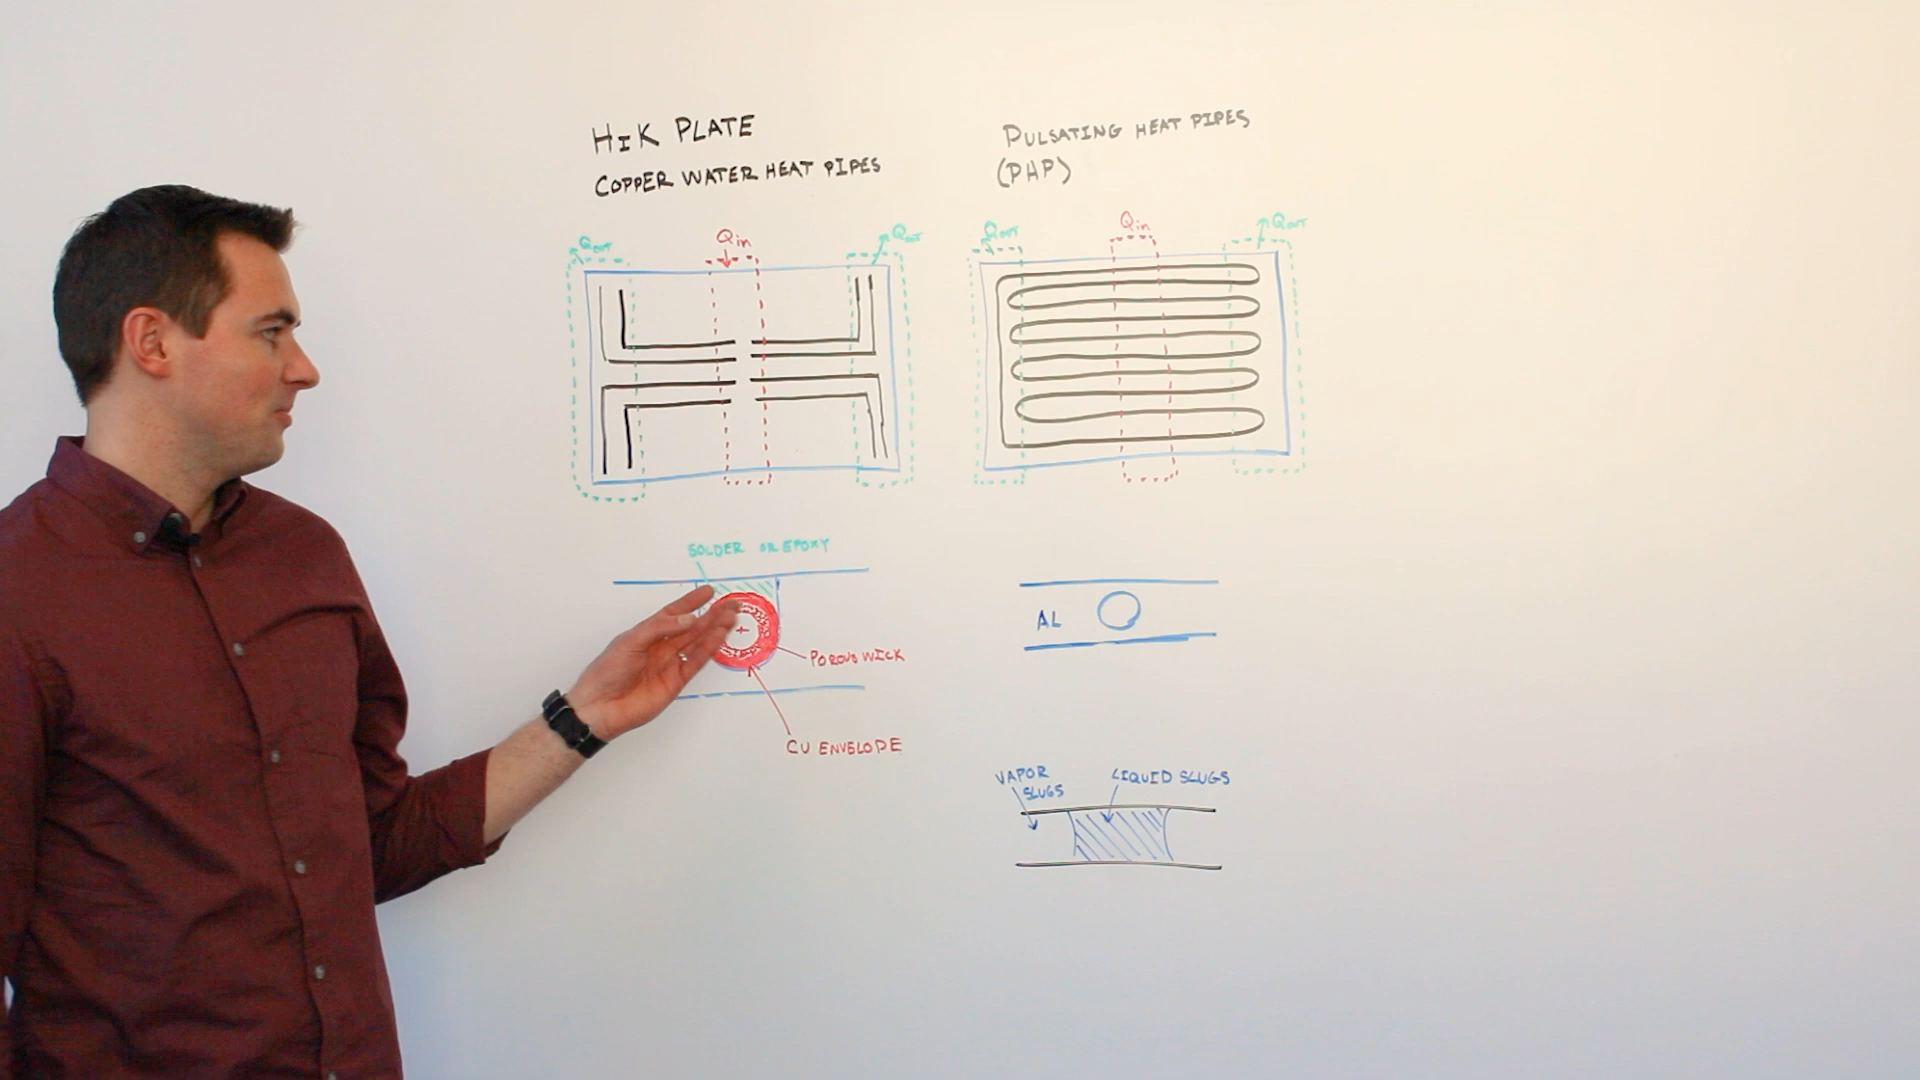 HIK PLATE
COPPER WATER HEAT PIPES
QOUT
Qin
QOUT
SOLDER OR EPOXY
POROUS WICK
CU ENVELOPE
PULSATING HEAT PIPES
(PHP)
QOUT
Qin
QOUT
AL
VAPOR
SLUGS
LIQUID SLUGS